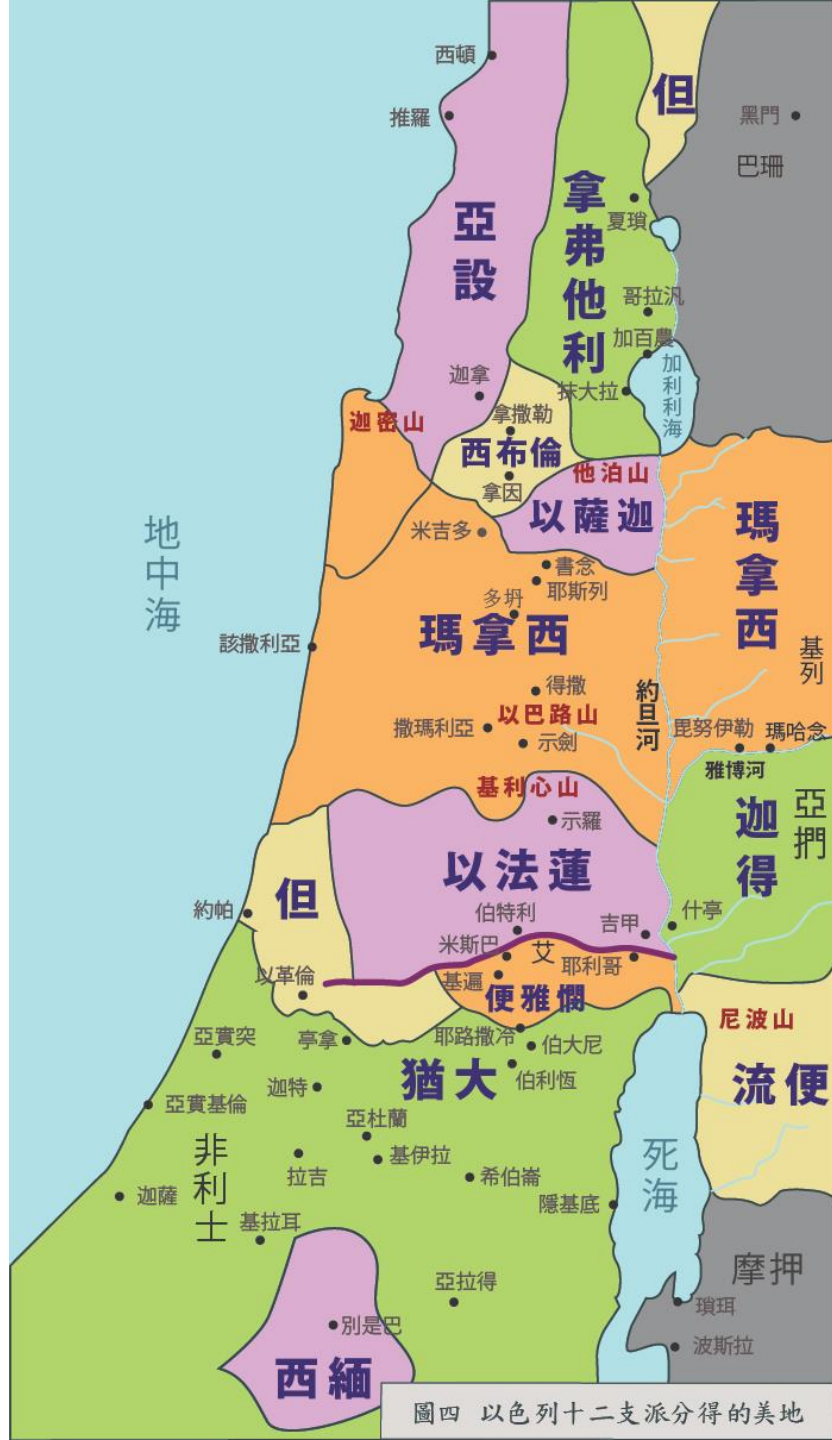 西頓
但
推羅
黑門
巴珊
亞設
拿弗他利
夏瑣
哥拉汎
加百農
加利利海
迦拿
抹大拉
迦密山
拿撒勒
西布倫
他泊山
拿因
以薩迦
米吉多
瑪拿西
地中海
書念
耶斯列
多坍
瑪拿西
該撒利亞
基列
得撒
約旦河
以巴路山
撒瑪利亞
示劍
毘努伊勒
瑪哈念
雅博河
基利心山
示羅
迦得
亞捫
以法蓮
但
約帕
伯特利
吉甲
什亭
米斯巴
艾
耶利哥
以革倫
基遍
便雅憫
尼波山
亞實突
亭拿
耶路撒冷
伯大尼
猶大
伯利恆
流便
迦特
亞實基倫
亞杜蘭
非利士
基伊拉
死海
拉吉
希伯崙
迦薩
隱基底
基拉耳
摩押
亞拉得
瑣珥
別是巴
波斯拉
西緬
圖四 以色列十二支派分得的美地